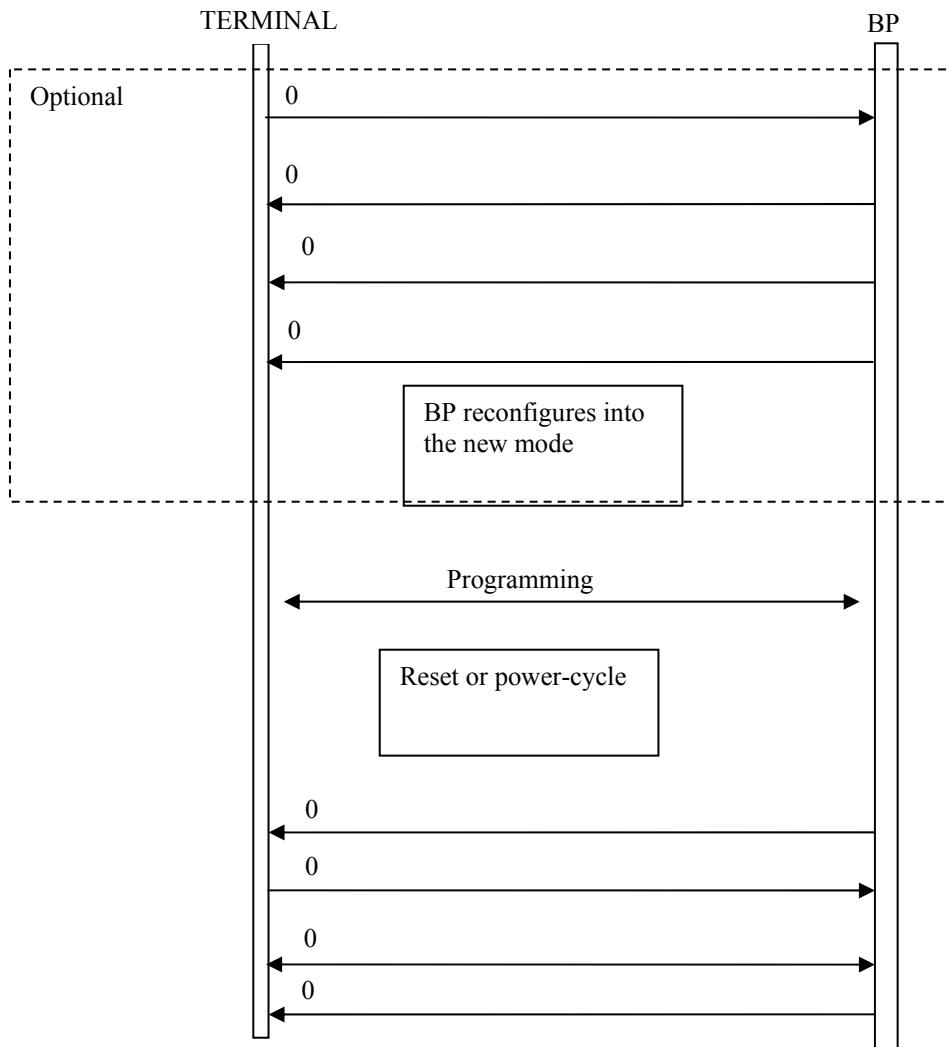 TERMINAL
BP
Optional
0
0
0
0
BP reconfigures into
the new mode
Programming
Reset or power-cycle
0
0
0
0